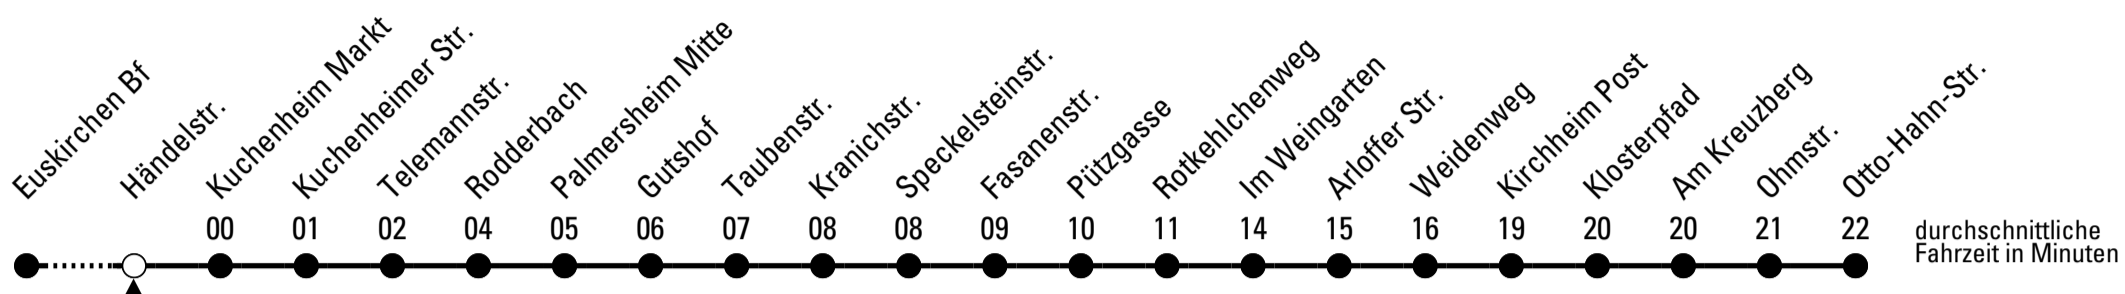 Euskirchen Bf
Händelstr.
Kuchenheim Markt
Kuchenheimer Str.
Telemannstr.
Rodderbach
Palmersheim Mitte
Gutshof
Taubenstr.
Kranichstr.
Speckelsteinstr.
Fasanenstr.
Pützgasse
Rotkehlchenweg
Im Weingarten
Arloffer Str.
Weidenweg
Kirchheim Post
Klosterpfad
Am Kreuzberg
Ohmstr.
Otto-Hahn-Str.
00 01 02 04 05 06 07 08 08 09 10 11 14 15 16 19 20 20 21 22
durchschnittliche
Fahrzeit in Minuten